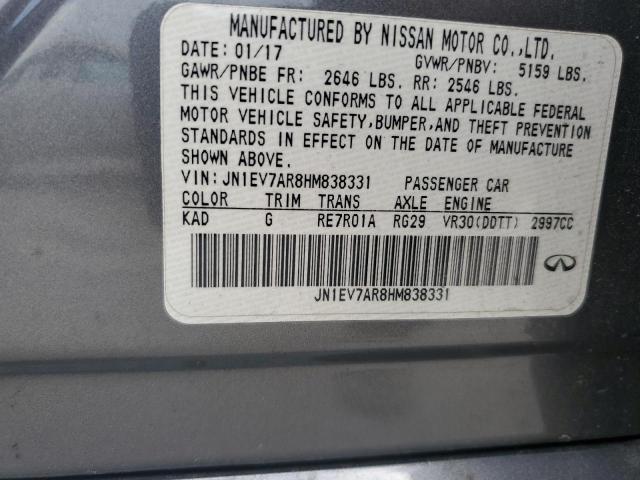 MANUFACTURED BY NISSAN MOTOR CO.,LTD.
DATE: 01/17 GVWR/PNBV: 5159 LBS.
GAWR/PNBE FR: 2646 LBS. RR: 2546 LBS.
THIS VEHICLE CONFORMS TO ALL APPLICABLE FEDERAL
MOTOR VEHICLE SAFETY,BUMPER,AND THEFT PREVENTION
STANDARDS IN EFFECT ON THE DATE OF MANUFACTURE
SHOWN ABOVE.
VIN: JN1EV7AR8HM838331 PASSENGER CAR
COLOR TRIM TRANS AXLE ENGINE
KAD G RE7R01A RG29 VR30(DDTT) 2997CC
JN1EV7AR8HM838331